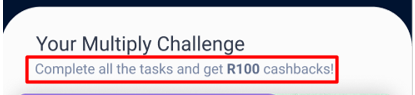 Your Multiply Challenge
Complete all the tasks and get R100 cashbacks!